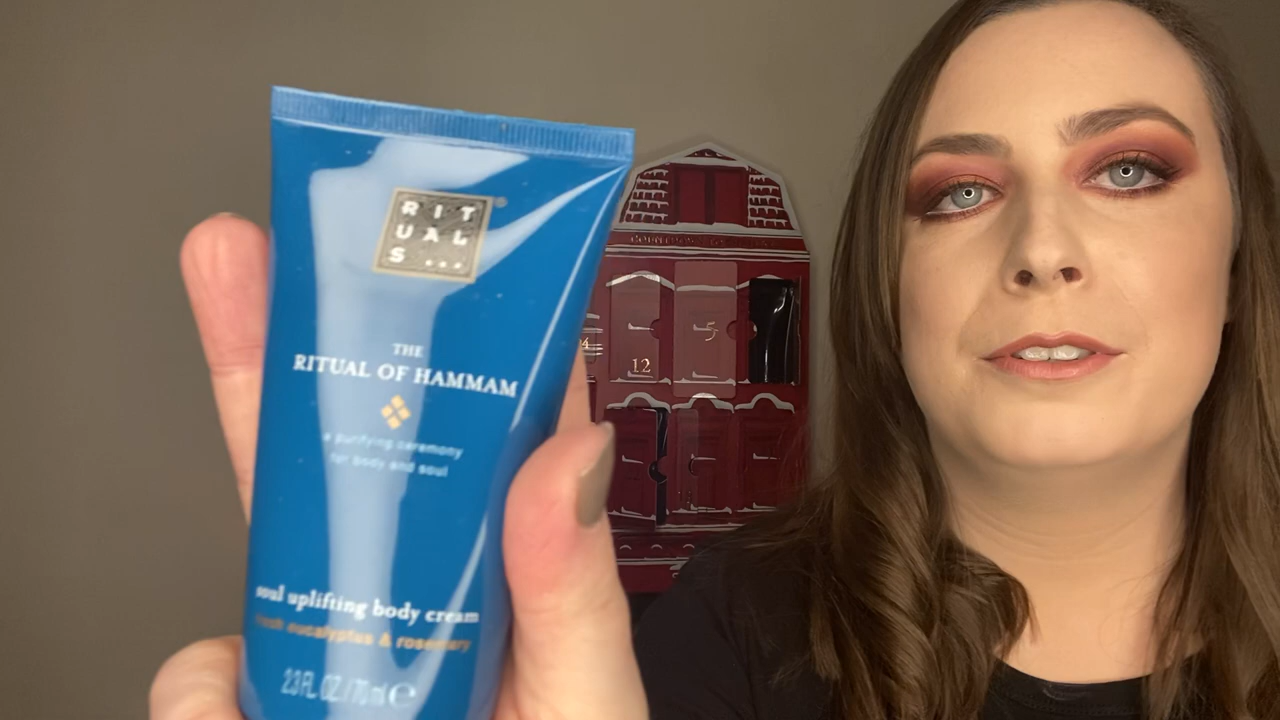 RIT
UAL
S...®
THE
RITUAL OF HAMMAM
a purifying ceremony
for body and soul
soul uplifting body cream
fresh eucalyptus & rosemary
2.3 FL. OZ. / 70 ml ℮
5
12